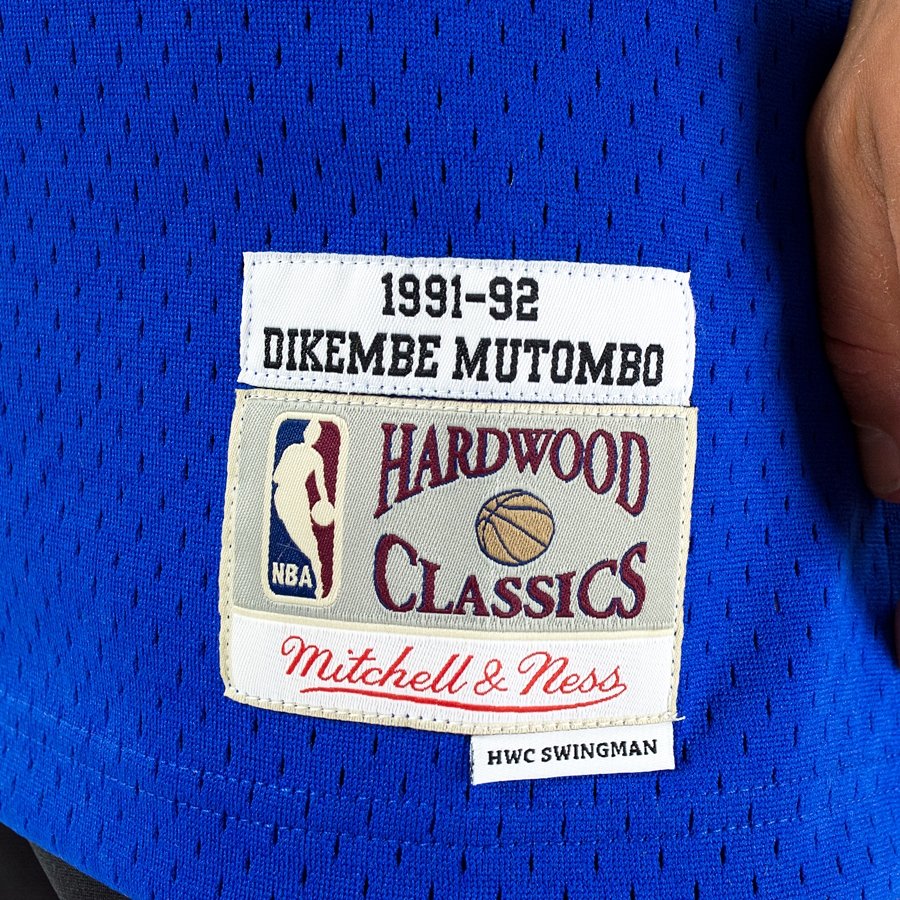 1991-92
DIKEMBE MUTOMBO
HARDWOOD
CLASSICS
NBA
Mitchell & Ness
HWC SWINGMAN